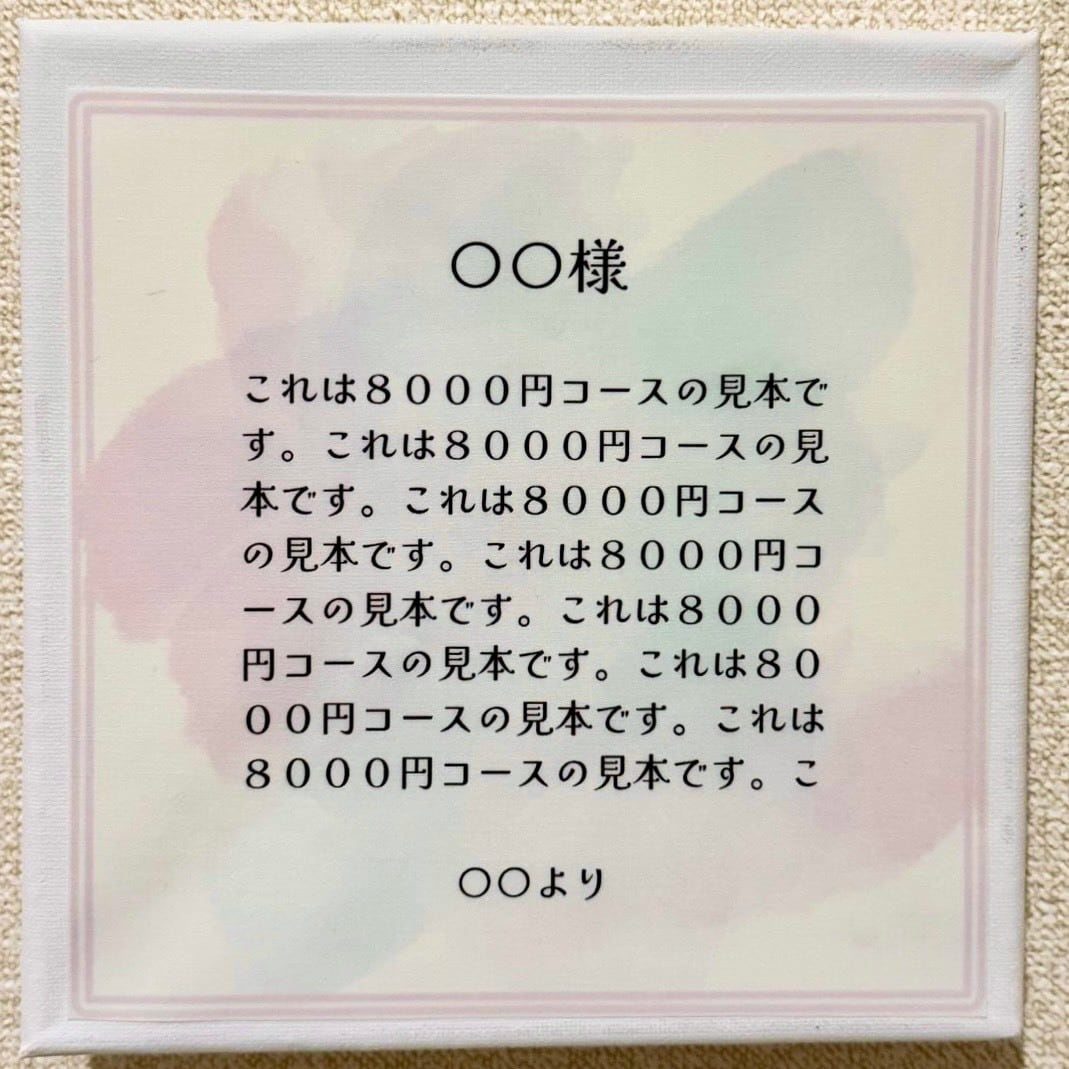 〇〇様
これは８０００円コースの見本で
す。これは８０００円コースの見
本です。これは８０００円コース
の見本です。これは８０００円コ
ースの見本です。これは８０００
円コースの見本です。これは８０
００円コースの見本です。これは
８０００円コースの見本です。こ
〇〇より